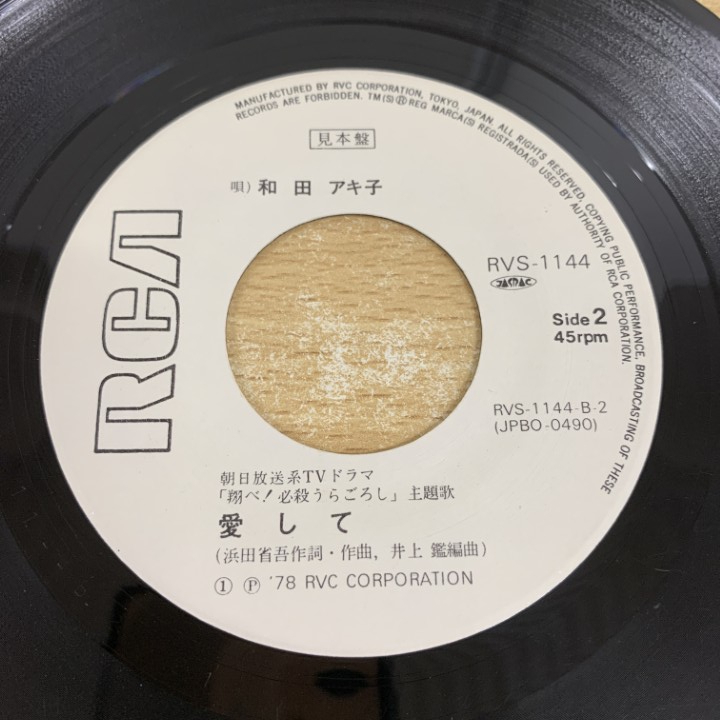 MANUFACTURED BY RVC CORPORATION, TOKYO, JAPAN. ALL RIGHTS RESERVED, COPYING PUBLIC PERFORMANCE, BROADCASTING OF THESE
RECORDS ARE FORBIDDEN. TM(S)ⓇREG MARCA(S) REGISTRADA(S) USED BY AUTHORITY OF RCA CORPORATION.
見本盤
唄) 和田 アキ子
RCA
RVS-1144
JASRAC
Side 2
45rpm
RVS-1144-B-2
(JPBO-0490)
朝日放送系TVドラマ
「翔べ!必殺うらごろし」主題歌
愛して
(浜田省吾作詞・作曲, 井上 鑑編曲)
① Ⓟ '78 RVC CORPORATION